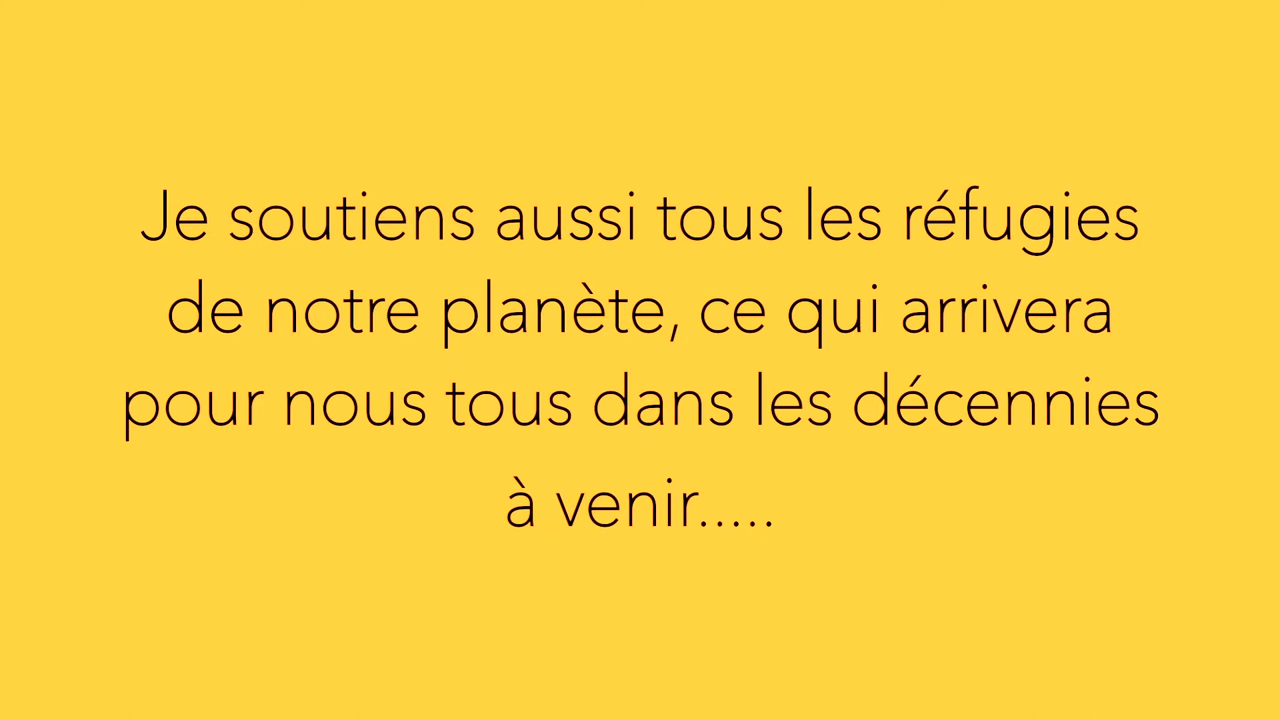 Je soutiens aussi tous les réfugies
de notre planète, ce qui arrivera
pour nous tous dans les décennies
à venir.....